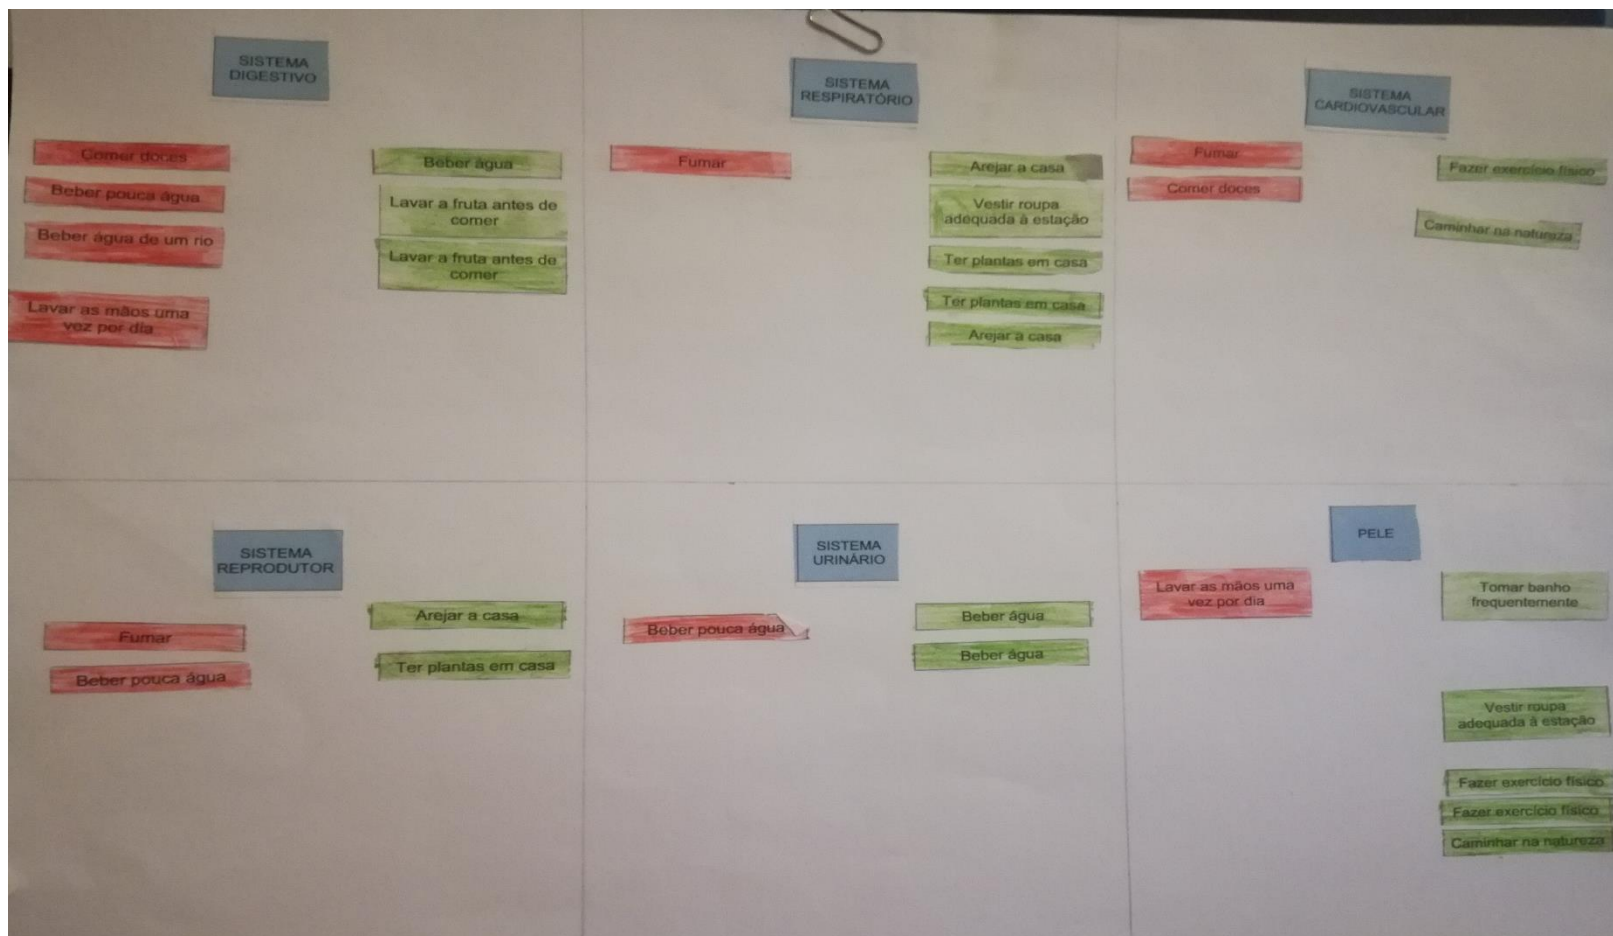 SISTEMA
DIGESTIVO
Comer doces
Beber pouca água
Beber água de um rio
Lavar as mãos uma
vez por dia
Beber água
Lavar a fruta antes de
comer
Lavar a fruta antes de
comer
SISTEMA
RESPIRATÓRIO
Fumar
Arejar a casa
Vestir roupa
adequada à estação
Ter plantas em casa
Ter plantas em casa
Arejar a casa
SISTEMA
CARDIOVASCULAR
Fumar
Comer doces
Fazer exercício físico
Caminhar na natureza
SISTEMA
REPRODUTOR
Fumar
Beber pouca água
Arejar a casa
Ter plantas em casa
SISTEMA
URINÁRIO
Beber pouca água
Beber água
Beber água
PELE
Lavar as mãos uma
vez por dia
Tomar banho
frequentemente
Vestir roupa
adequada à estação
Fazer exercício físico
Fazer exercício físico
Caminhar na natureza